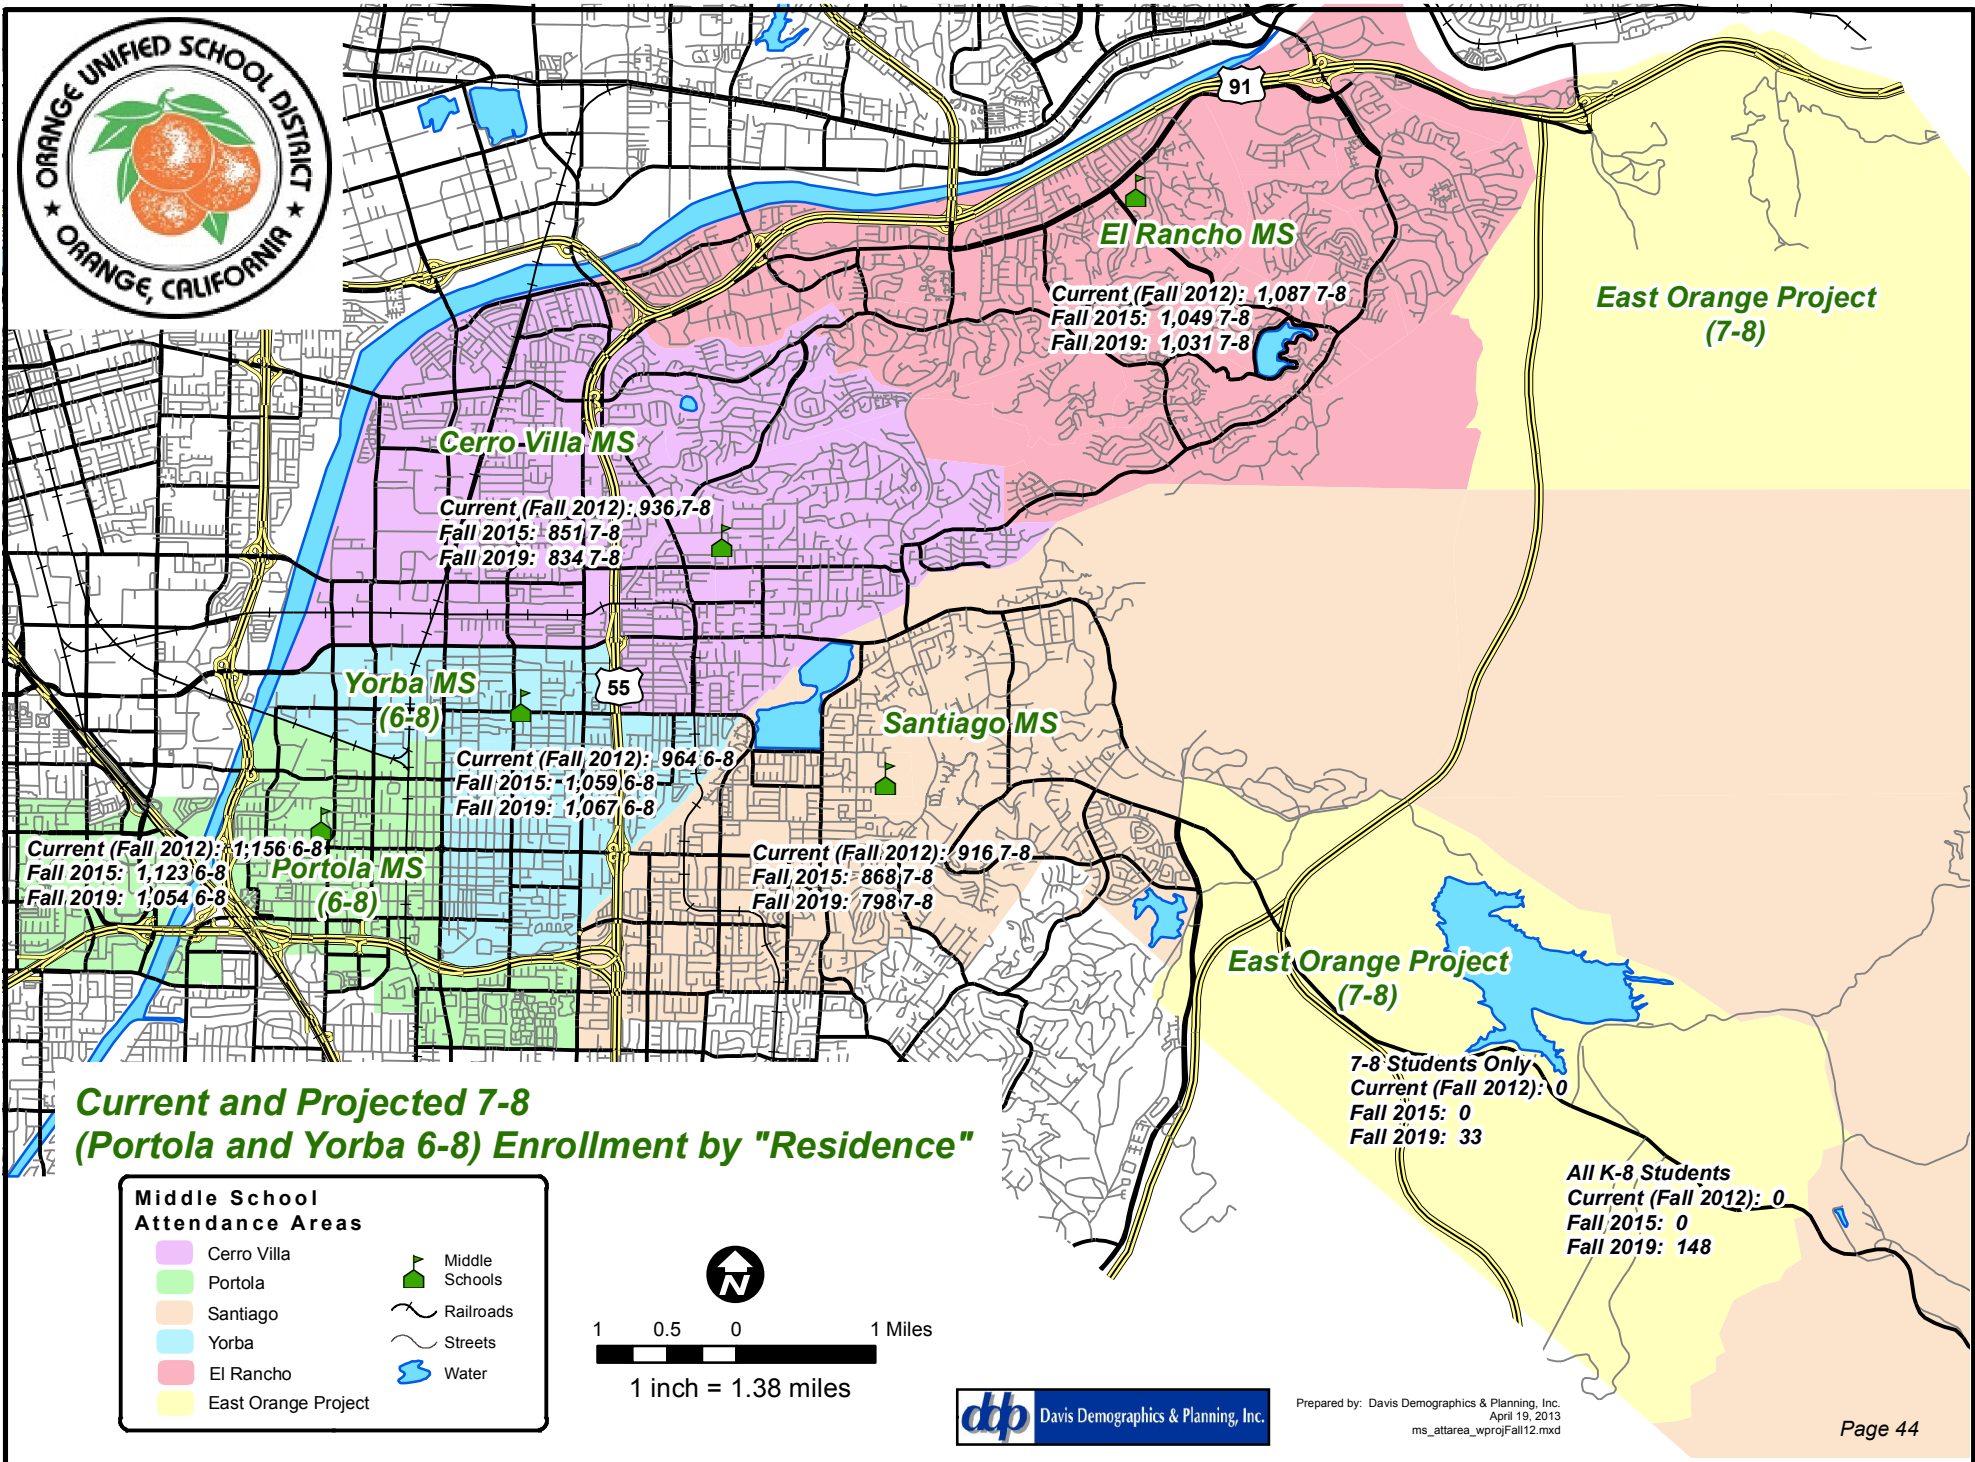 ORANGE UNIFIED SCHOOL DISTRICT
★ ORANGE, CALIFORNIA ★
91
El Rancho MS
Current (Fall 2012): 1,087 7-8
Fall 2015: 1,049 7-8
Fall 2019: 1,031 7-8
East Orange Project
(7-8)
Cerro Villa MS
Current (Fall 2012): 936 7-8
Fall 2015: 851 7-8
Fall 2019: 834 7-8
55
Yorba MS
(6-8)
Current (Fall 2012): 964 6-8
Fall 2015: 1,059 6-8
Fall 2019: 1,067 6-8
Santiago MS
Current (Fall 2012): 916 7-8
Fall 2015: 868 7-8
Fall 2019: 798 7-8
Current (Fall 2012): 1,156 6-8
Fall 2015: 1,123 6-8
Fall 2019: 1,054 6-8
Portola MS
(6-8)
East Orange Project
(7-8)
7-8 Students Only
Current (Fall 2012): 0
Fall 2015: 0
Fall 2019: 33
All K-8 Students
Current (Fall 2012): 0
Fall 2015: 0
Fall 2019: 148
Current and Projected 7-8
(Portola and Yorba 6-8) Enrollment by "Residence"
Middle School
Attendance Areas
Cerro Villa
Portola
Santiago
Yorba
El Rancho
East Orange Project
Middle
Schools
Railroads
Streets
Water
N
1 0.5 0 1 Miles
1 inch = 1.38 miles
ddp Davis Demographics & Planning, Inc.
Prepared by: Davis Demographics & Planning, Inc.
April 19, 2013
ms_attarea_wprojFall12.mxd
Page 44